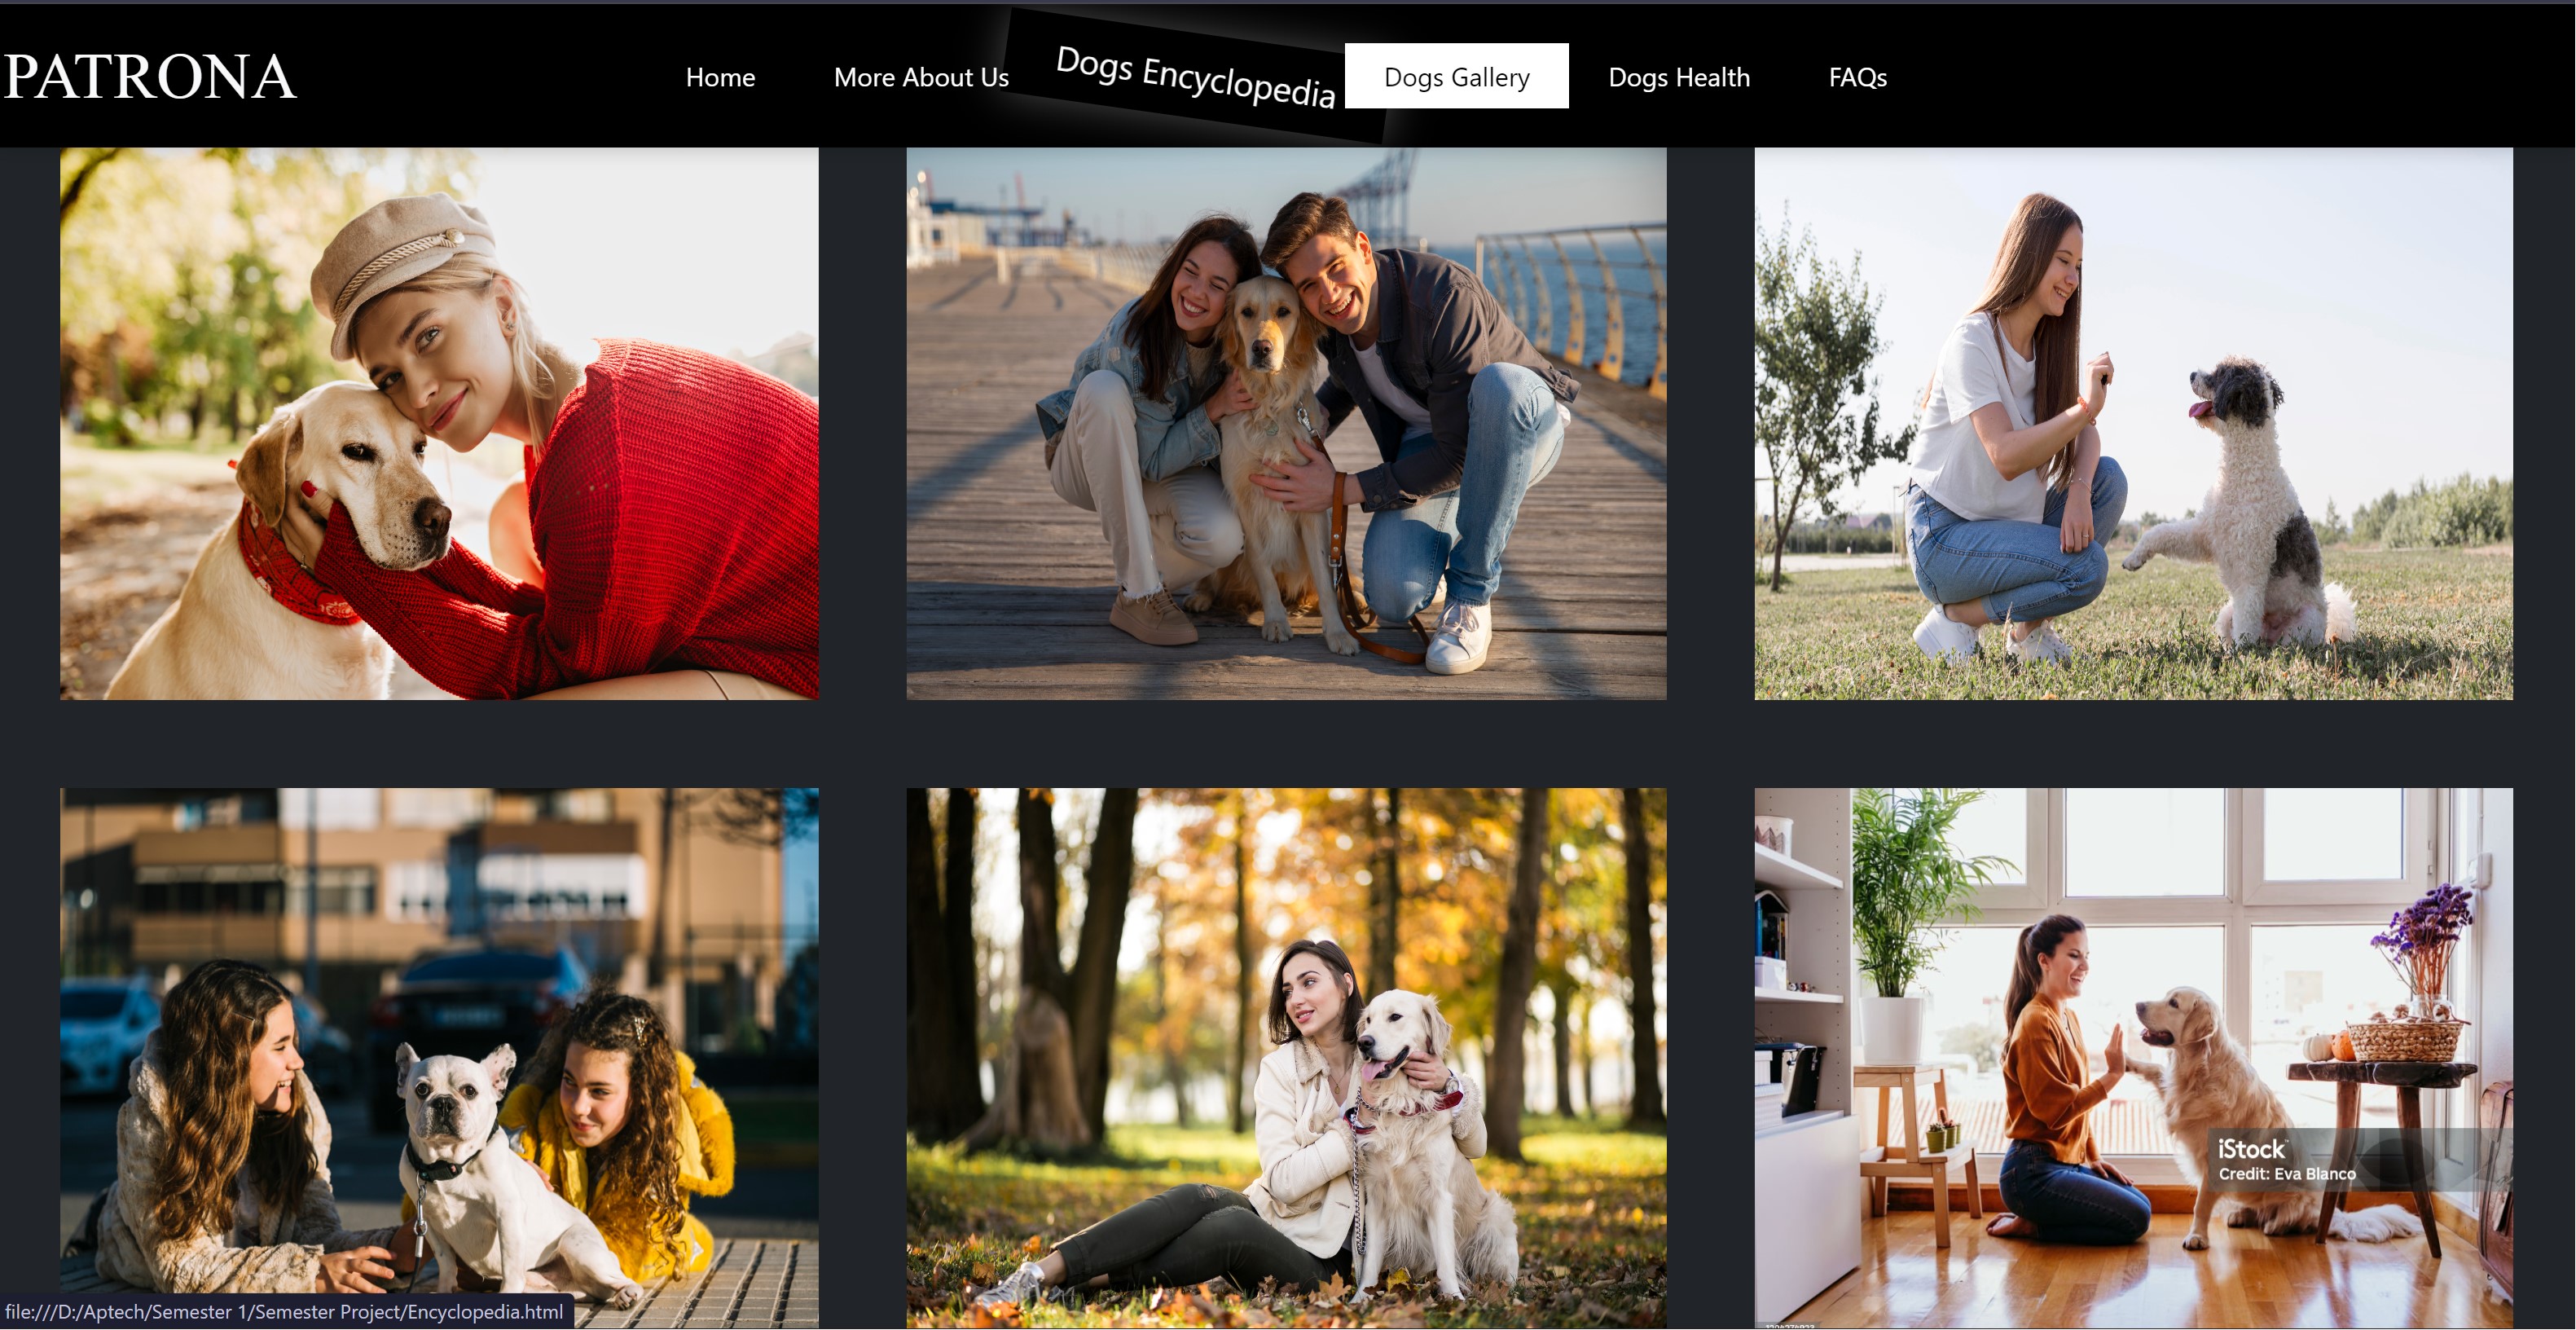 PATRONA
Home
More About Us
Dogs Encyclopedia
Dogs Gallery
Dogs Health
FAQs
iStock™
Credit: Eva Blanco
file:///D:/Aptech/Semester 1/Semester Project/Encyclopedia.html